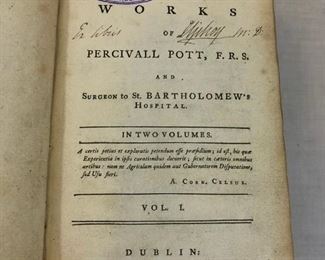 WORKS
Ex Libris
OF
PERCIVALL POTT, F.R.S.
AND
SURGEON to St. BARTHOLOMEW's
HOSPITAL.
IN TWO VOLUMES.
A certis potius et exploratis petendum esse præsidium; id est, his quæ
Experientia in ipsis curationibus docuerit; sicut in cæteris omnibus
artibus: nam ne Agricolam quidem aut Gubernatorem Disputatione,
sed Usu fieri.
A. CORN. CELSUS.
VOL. I.
DUBLIN: